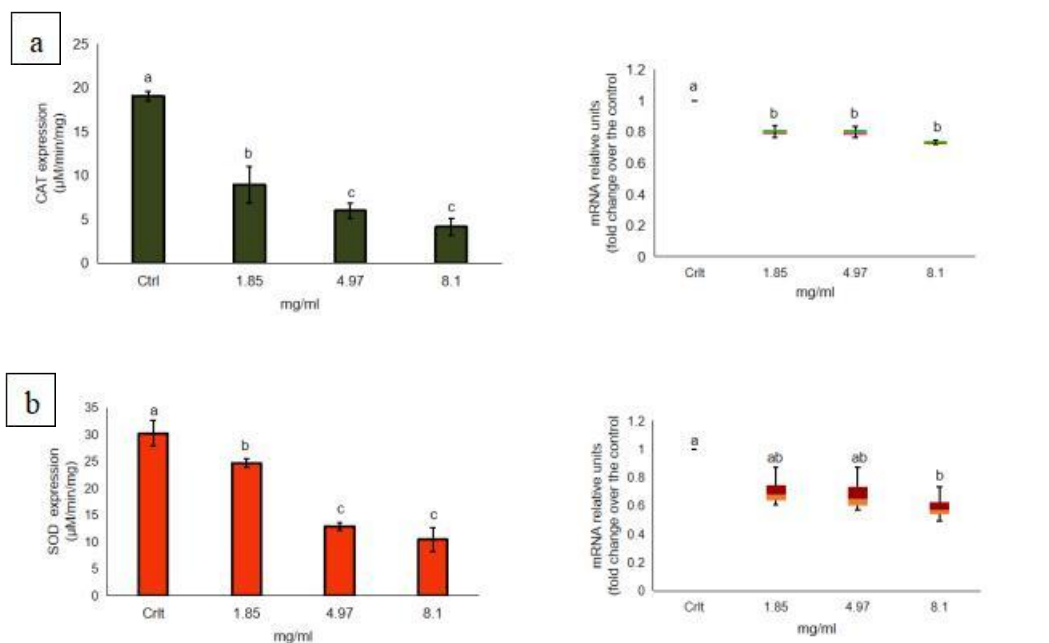 a
25
20
15
10
5
0
CAT expression
(µM/min/mg)
a
b
c
c
Ctrl 1.85 4.97 8.1
mg/ml
1.2
1
0.8
0.6
0.4
0.2
0
mRNA relative units
(fold change over the control
a
b
b
b
Crlt 1.85 4.97 8.1
mg/ml
b
35
30
25
20
15
10
5
0
SOD expression
(µM/min/mg)
a
b
c
c
Crlt 1.85 4.97 8.1
mg/ml
1.2
1
0.8
0.6
0.4
0.2
0
mRNA relative units
(fold change over the control
a
ab
ab
b
Crlt 1.85 4.97 8.1
mg/ml